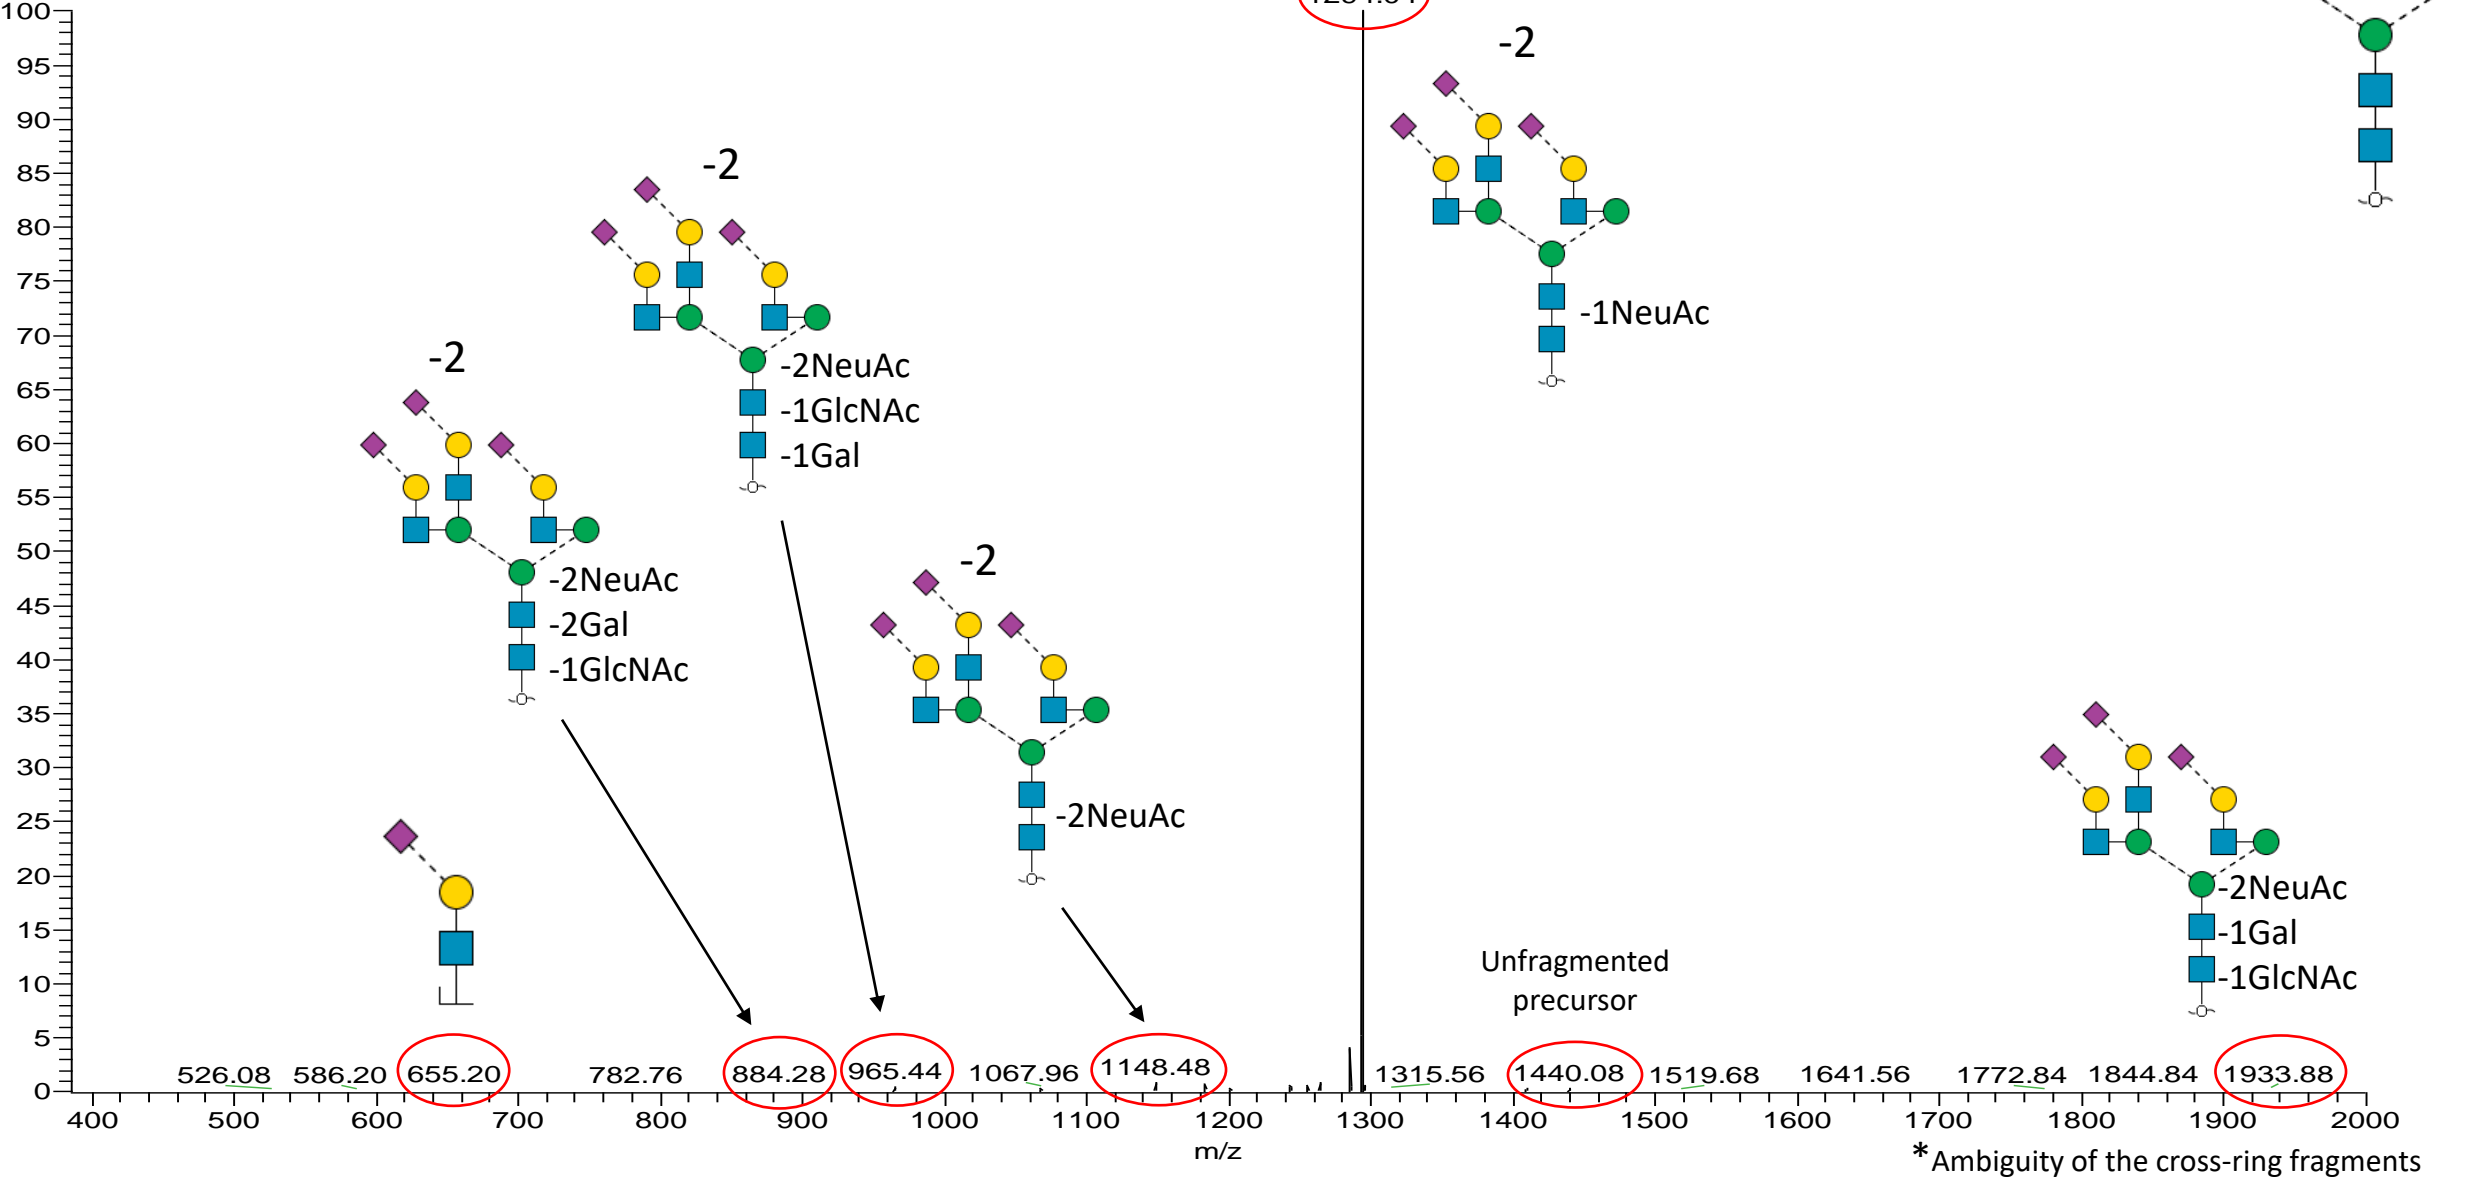 100
95
90
85
80
75
70
65
60
55
50
45
40
35
30
25
20
15
10
5
0
-2
-1NeuAc
-2
-2NeuAc
-1GlcNAc
-1Gal
-2
-2NeuAc
-2Gal
-1GlcNAc
-2
-2NeuAc
-2NeuAc
-1Gal
-1GlcNAc
Unfragmented
precursor
526.08 586.20 655.20 782.76 884.28 965.44 1067.96 1148.48 1315.56 1440.08 1519.68 1641.56 1772.84 1844.84 1933.88
400 500 600 700 800 900 1000 1100 1200 1300 1400 1500 1600 1700 1800 1900 2000
m/z
*Ambiguity of the cross-ring fragments